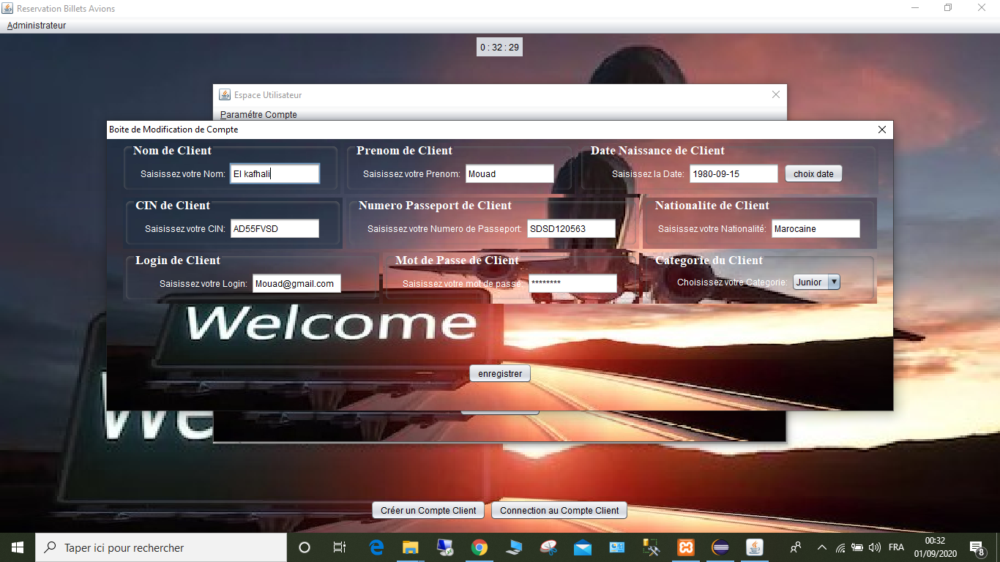 Reservation Billets Avions
Administrateur
0 : 32 : 29
Espace Utilisateur
Paramétre Compte
Boite de Modification de Compte
Nom de Client
Prenom de Client
Date Naissance de Client
Saisissez votre Nom: El kafhali
Saisissez votre Prenom: Mouad
Saisissez la Date: 1980-09-15 choix date
CIN de Client
Numero Passeport de Client
Nationalite de Client
Saisissez votre CIN: AD55FVSD
Saisissez votre Numero de Passeport: SDSD120563
Saisissez votre Nationalité: Marocaine
Login de Client
Mot de Passe de Client
Categorie du Client
Saisissez votre Login: Mouad@gmail.com
Saisissez votre mot de passe: ********
Choisissez votre Categorie: Junior
Welcome
enregistrer
We
Créer un Compte Client
Connection au Compte Client
Taper ici pour rechercher
FRA
00:32
01/09/2020
8